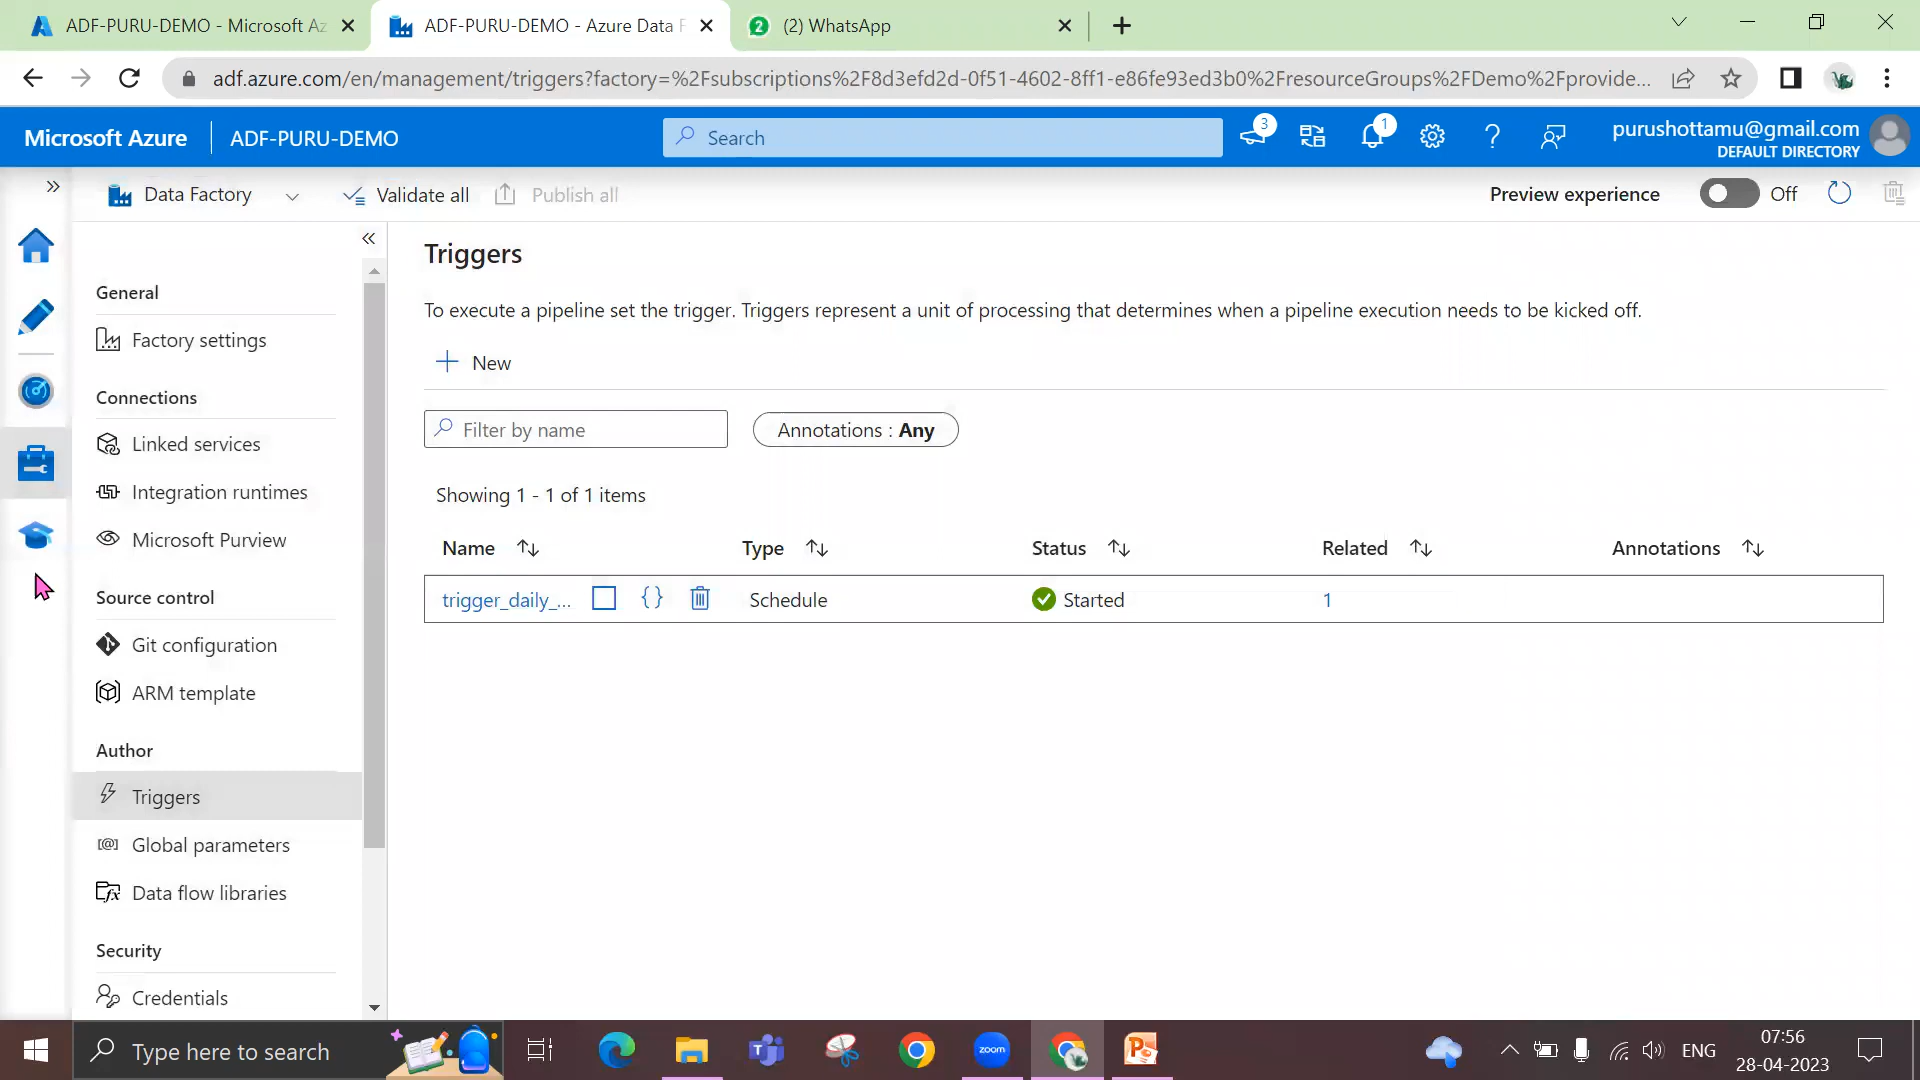 ADF-PURU-DEMO - Microsoft Az
ADF-PURU-DEMO - Azure Data F
2 (2) WhatsApp
adf.azure.com/en/management/triggers?factory=%2Fsubscriptions%2F8d3efd2d-0f51-4602-8ff1-e86fe93ed3b0%2FresourceGroups%2FDemo%2Fprovide...
Microsoft Azure
ADF-PURU-DEMO
Search
3
1
?
purushottamu@gmail.com
DEFAULT DIRECTORY
Data Factory
Validate all
Publish all
Preview experience
Off
General
Factory settings
Connections
Linked services
Integration runtimes
Microsoft Purview
Source control
Git configuration
ARM template
Author
Triggers
Global parameters
Data flow libraries
Security
Credentials
Triggers
To execute a pipeline set the trigger. Triggers represent a unit of processing that determines when a pipeline execution needs to be kicked off.
New
Filter by name
Annotations : Any
Showing 1 - 1 of 1 items
Name Type Status Related Annotations
trigger_daily_... {} Schedule Started 1
Type here to search
zoom
ENG
07:56
28-04-2023